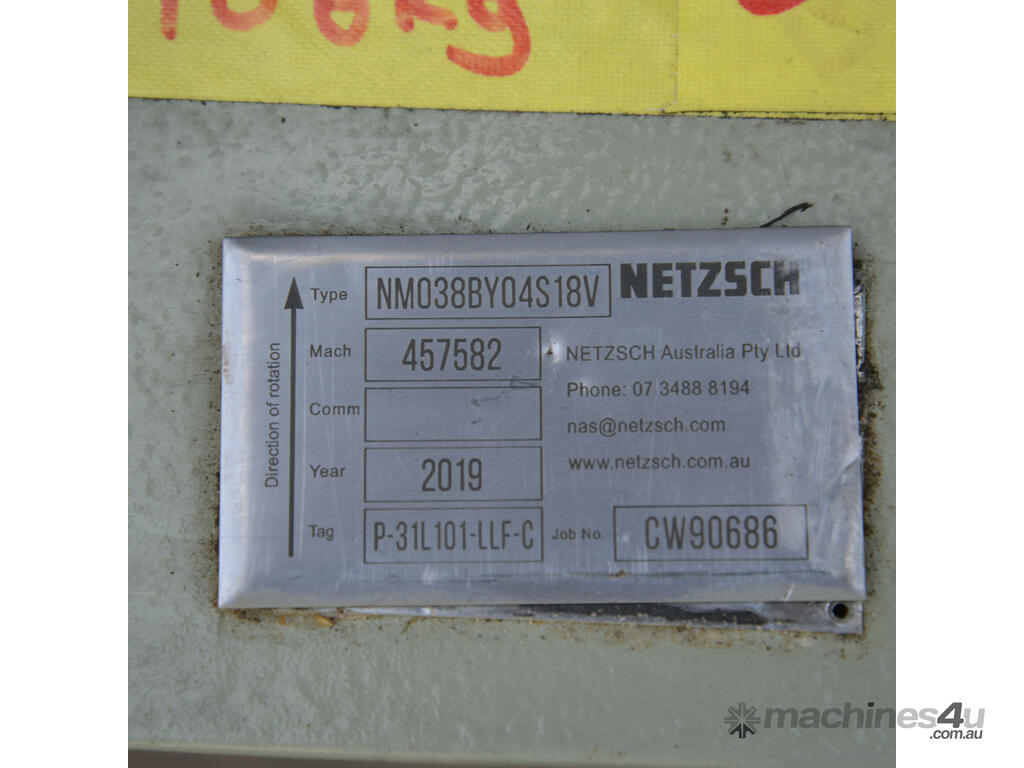 Type NM038BY04S18V NETZSCH
Mach 457582 NETZSCH Australia Pty Ltd
Phone: 07 3488 8194
Comm
nas@netzsch.com
Year 2019 www.netzsch.com.au
Tag P-31L101-LLF-C Job No. CW90686
Direction of rotation
machines4u
.com.au